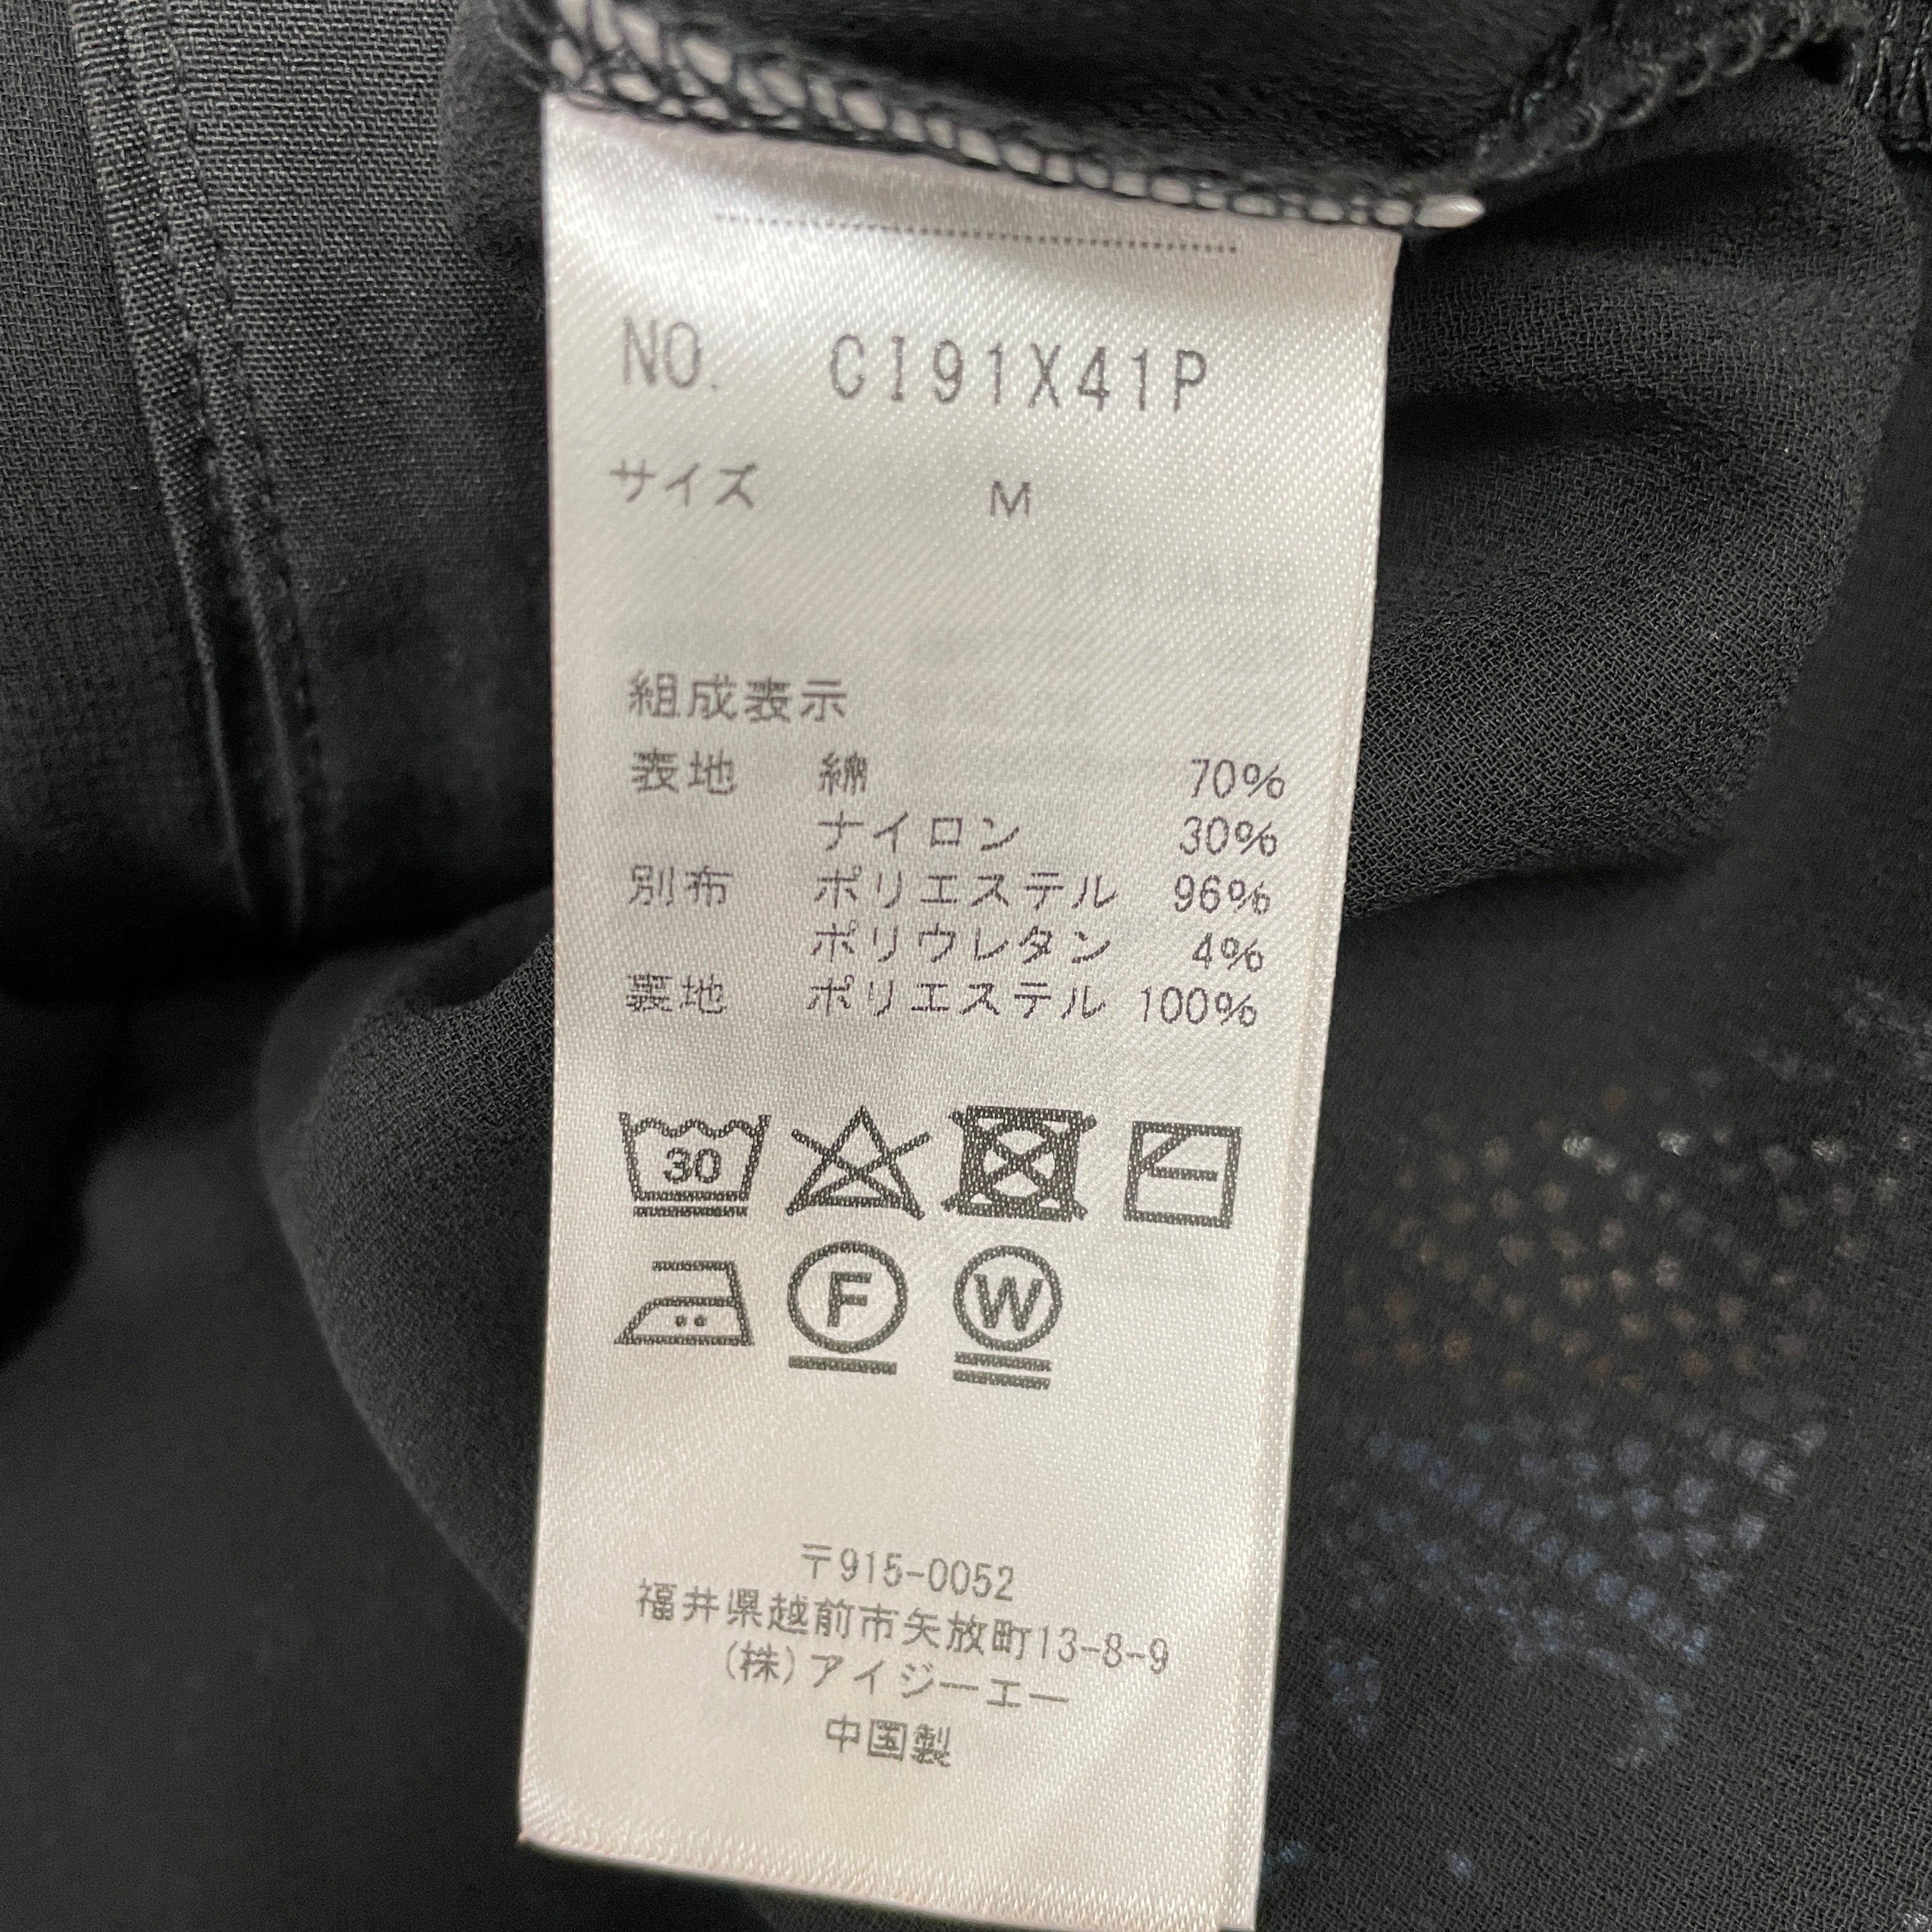 NO. CI91X41P
サイズ M
組成表示
表地 綿 70%
ナイロン 30%
別布 ポリエステル 96%
ポリウレタン 4%
裏地 ポリエステル 100%
30
F W
〒915-0052
福井県越前市矢放町13-8-9
(株)アイジーエー
中国製